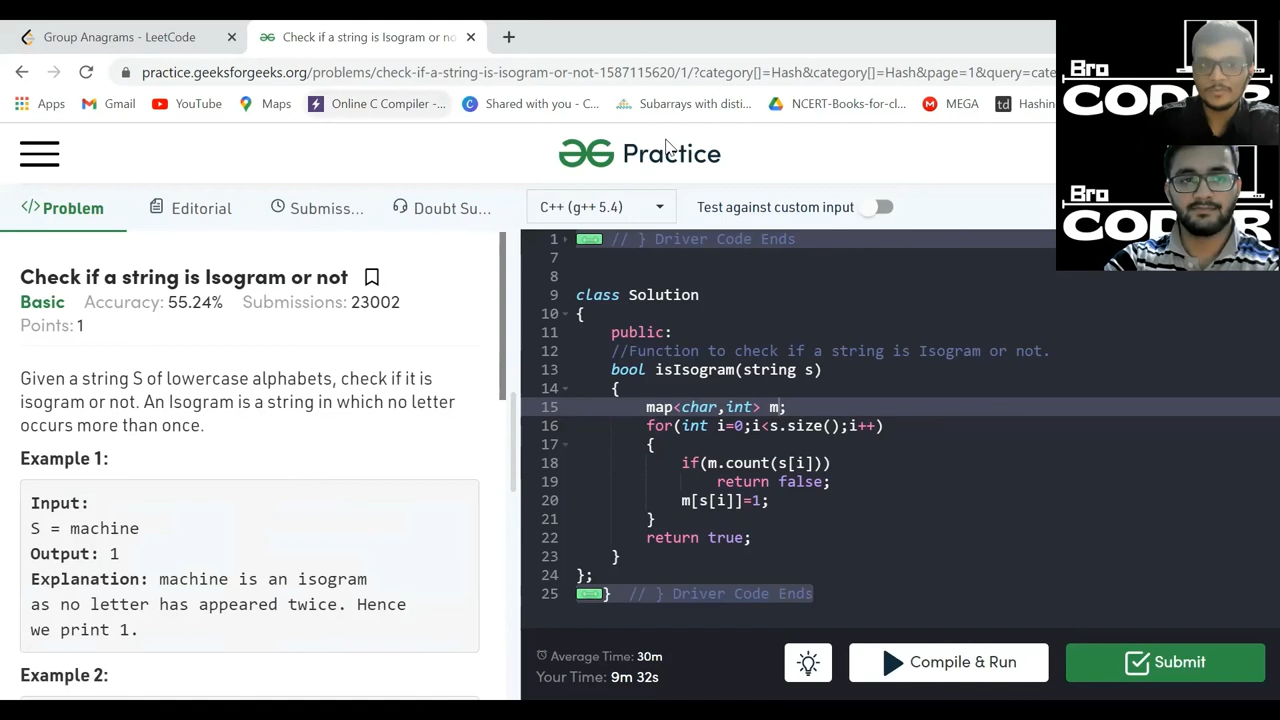 Group Anagrams - LeetCode
Check if a string is Isogram or no
practice.geeksforgeeks.org/problems/check-if-a-string-is-isogram-or-not-1587115620/1/?category[]=Hash&category[]=Hash&page=1&query=cate
Apps Gmail YouTube Maps Online C Compiler -... Shared with you - C... Subarrays with disti... NCERT-Books-for-cl... MEGA Hashin
Bro
CODER
Bro
CODER
Practice
</> Problem Editorial Submiss... Doubt Su...
C++ (g++ 5.4) Test against custom input
Check if a string is Isogram or not
Basic Accuracy: 55.24% Submissions: 23002
Points: 1
Given a string S of lowercase alphabets, check if it is
isogram or not. An Isogram is a string in which no letter
occurs more than once.
Example 1:
Input:
S = machine
Output: 1
Explanation: machine is an isogram
as no letter has appeared twice. Hence
we print 1.
Example 2:
1 // } Driver Code Ends
7
8
9 class Solution
10 {
11 public:
12 //Function to check if a string is Isogram or not.
13 bool isIsogram(string s)
14 {
15 map<char,int> m;
16 for(int i=0;i<s.size();i++)
17 {
18 if(m.count(s[i]))
19 return false;
20 m[s[i]]=1;
21 }
22 return true;
23 }
24 };
25 } // } Driver Code Ends
Average Time: 30m
Your Time: 9m 32s
Compile & Run
Submit